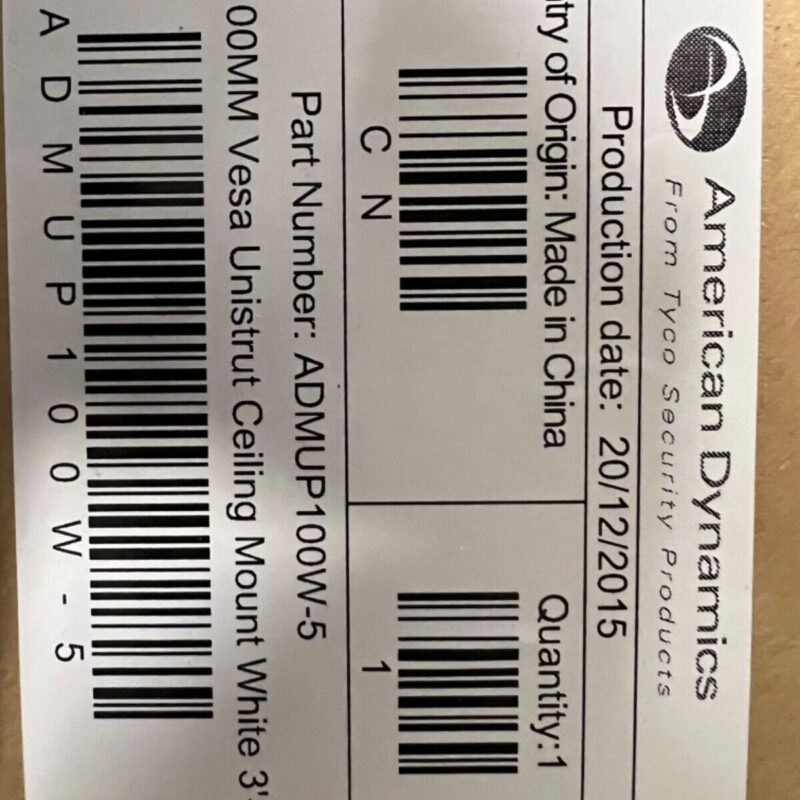 American Dynamics
From Tyco Security Products
Production date: 20/12/2015
try of Origin: Made in China
C N
Quantity:1
1
Part Number: ADMUP100W-5
00MM Vesa Unistrut Ceiling Mount White 3'
A D M U P 1 0 0 W - 5